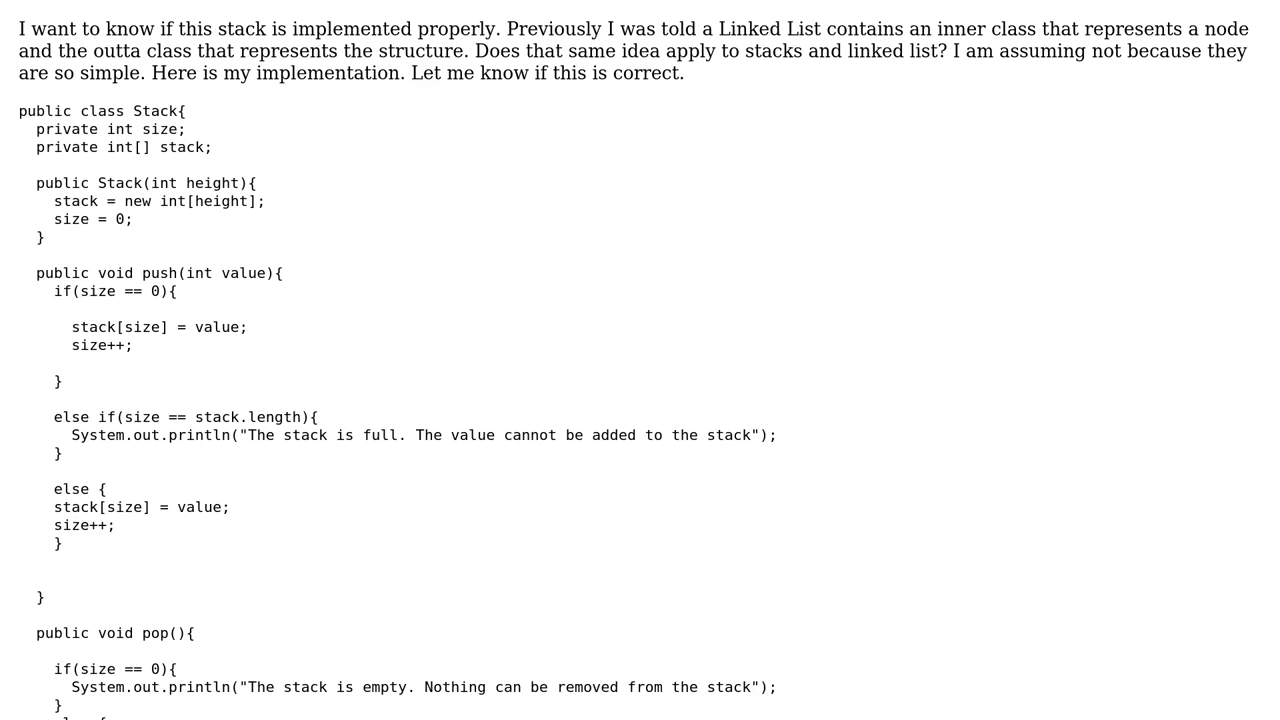 I want to know if this stack is implemented properly. Previously I was told a Linked List contains an inner class that represents a node
and the outta class that represents the structure. Does that same idea apply to stacks and linked list? I am assuming not because they
are so simple. Here is my implementation. Let me know if this is correct.
public class Stack{
private int size;
private int[] stack;
public Stack(int height){
stack = new int[height];
size = 0;
}
public void push(int value){
if(size == 0){
stack[size] = value;
size++;
}
else if(size == stack.length){
System.out.println("The stack is full. The value cannot be added to the stack");
}
else {
stack[size] = value;
size++;
}
}
public void pop(){
if(size == 0){
System.out.println("The stack is empty. Nothing can be removed from the stack");
}